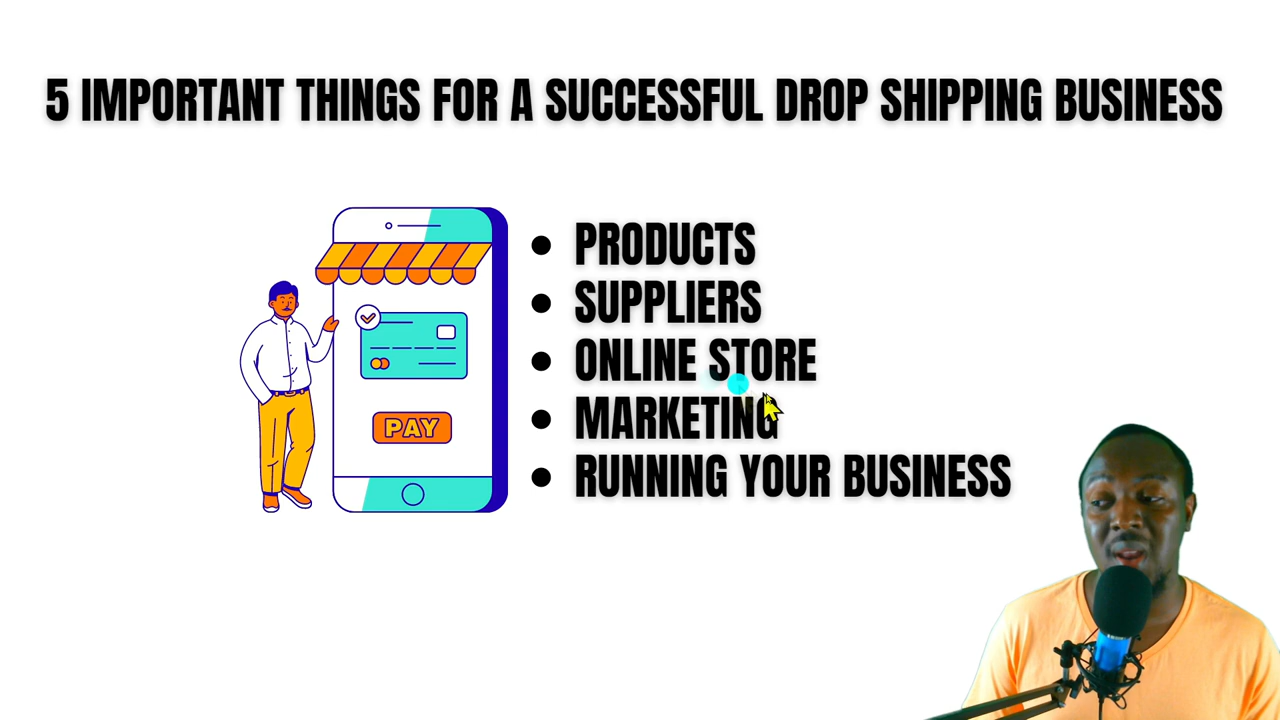 5 IMPORTANT THINGS FOR A SUCCESSFUL DROP SHIPPING BUSINESS
PRODUCTS
SUPPLIERS
ONLINE STORE
MARKETING
RUNNING YOUR BUSINESS
PAY